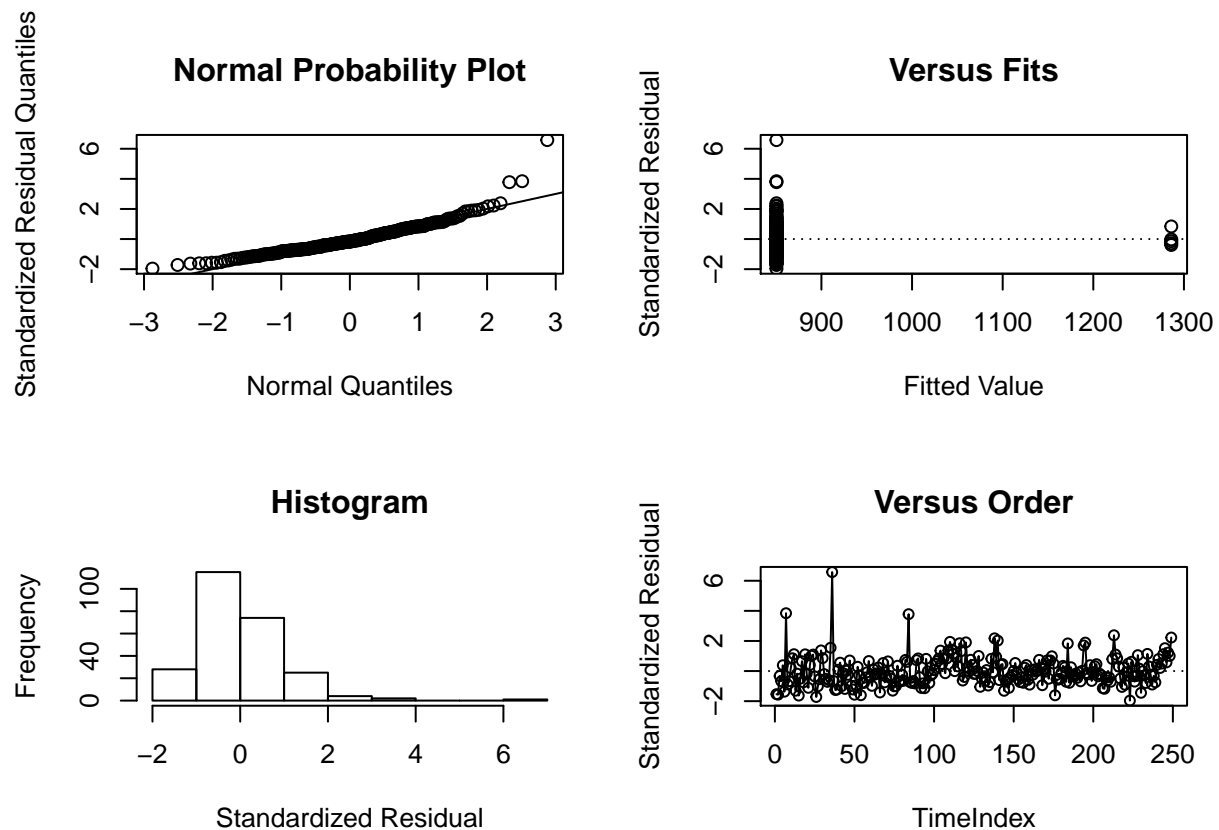 Normal Probability Plot
Standardized Residual Quantiles
6
2
−2
−3 −2 −1 0 1 2 3
Normal Quantiles
Versus Fits
Standardized Residual
6
2
−2
900 1000 1100 1200 1300
Fitted Value
Histogram
Frequency
100
40
0
−2 0 2 4 6
Standardized Residual
Versus Order
Standardized Residual
6
2
−2
0 50 100 150 200 250
TimeIndex